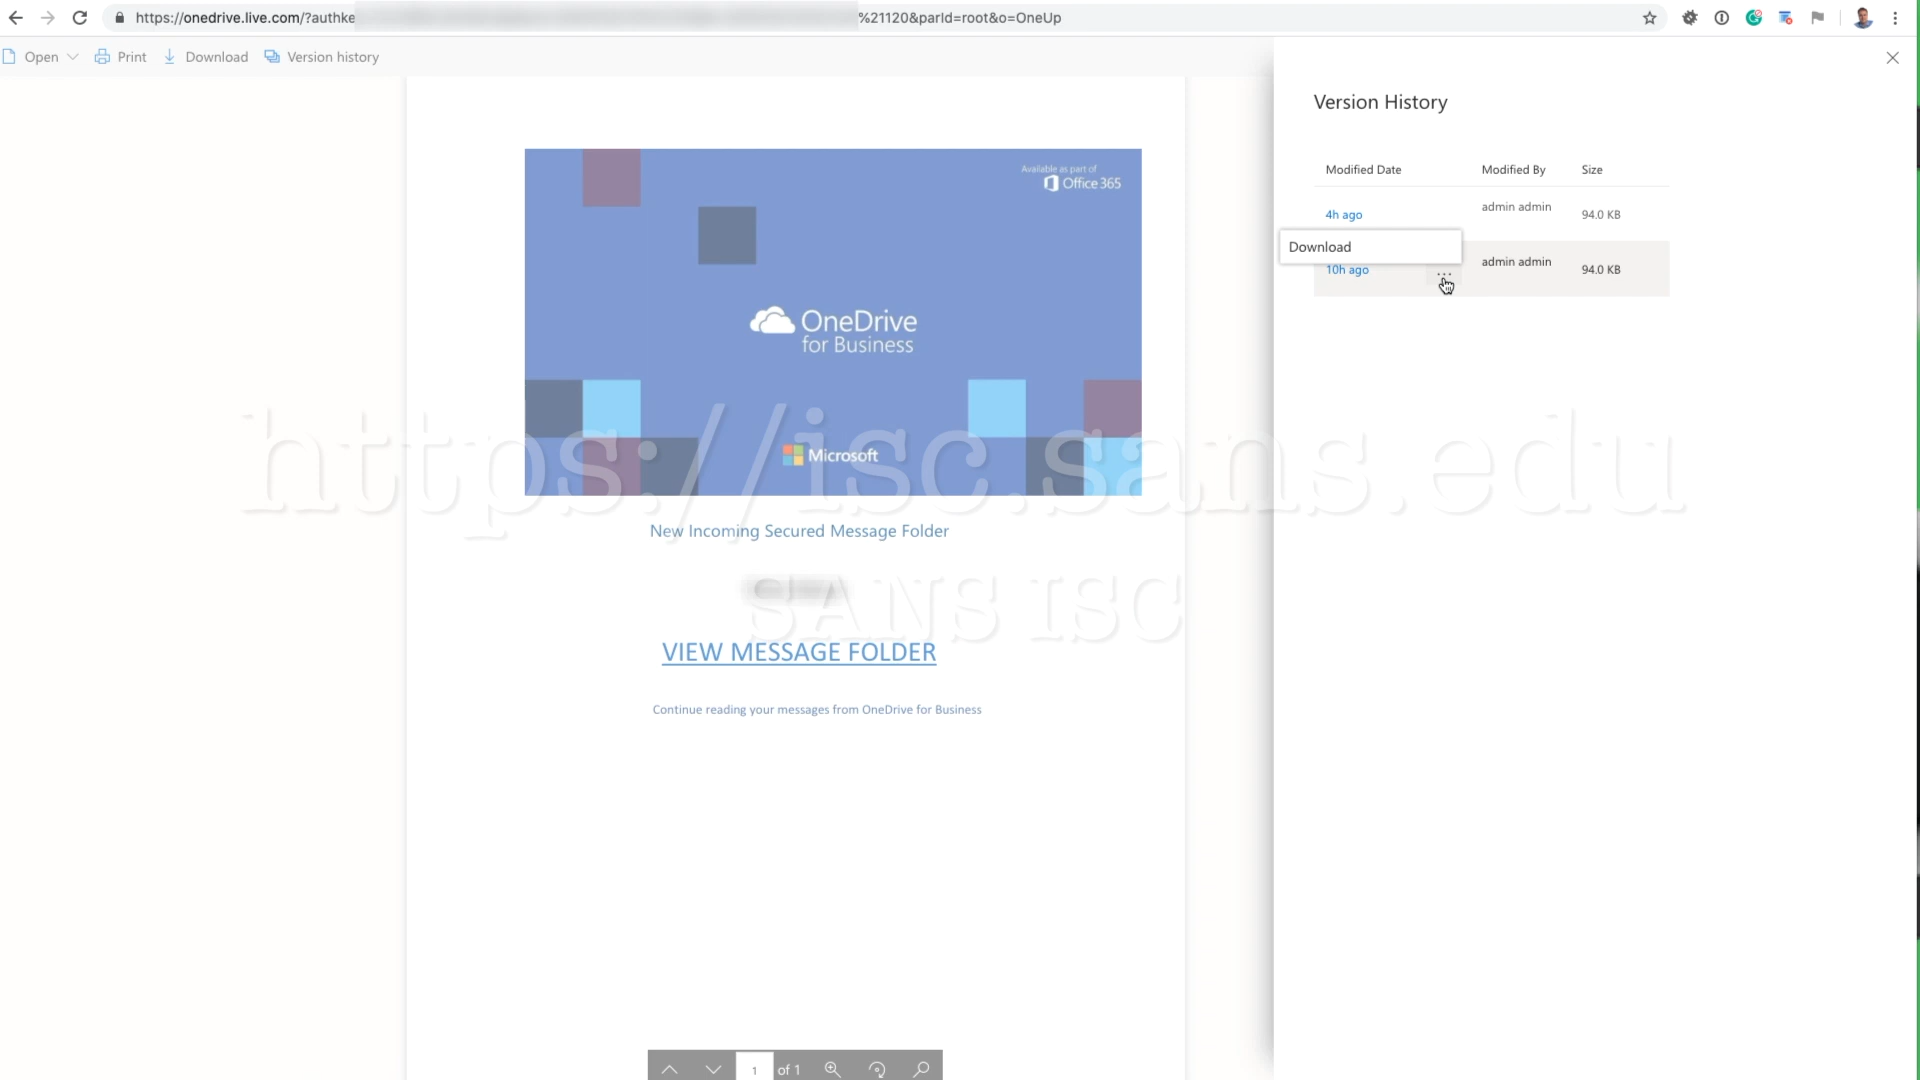 https://onedrive.live.com/?authke
%21120&parId=root&o=OneUp
Open
Print
Download
Version history
Available as part of
Office 365
OneDrive
for Business
Microsoft
New Incoming Secured Message Folder
VIEW MESSAGE FOLDER
Continue reading your messages from OneDrive for Business
1 of 1
Version History
Modified Date Modified By Size
4h ago admin admin 94.0 KB
Download
10h ago admin admin 94.0 KB
...
https://isc.sans.edu
SANS ISC